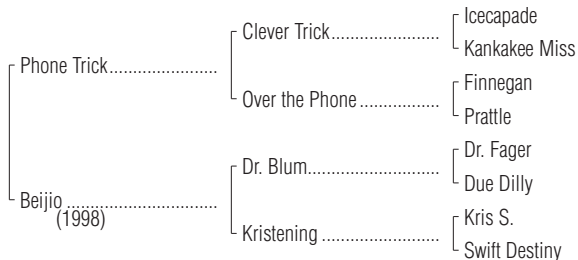 Icecapade
Clever Trick........................
Kankakee Miss
Phone Trick........................
Finnegan
Over the Phone ..................
Prattle
Dr. Fager
Dr. Blum............................
Due Dilly
Beijio .................................
(1998)
Kris S.
Kristening ..........................
Swift Destiny